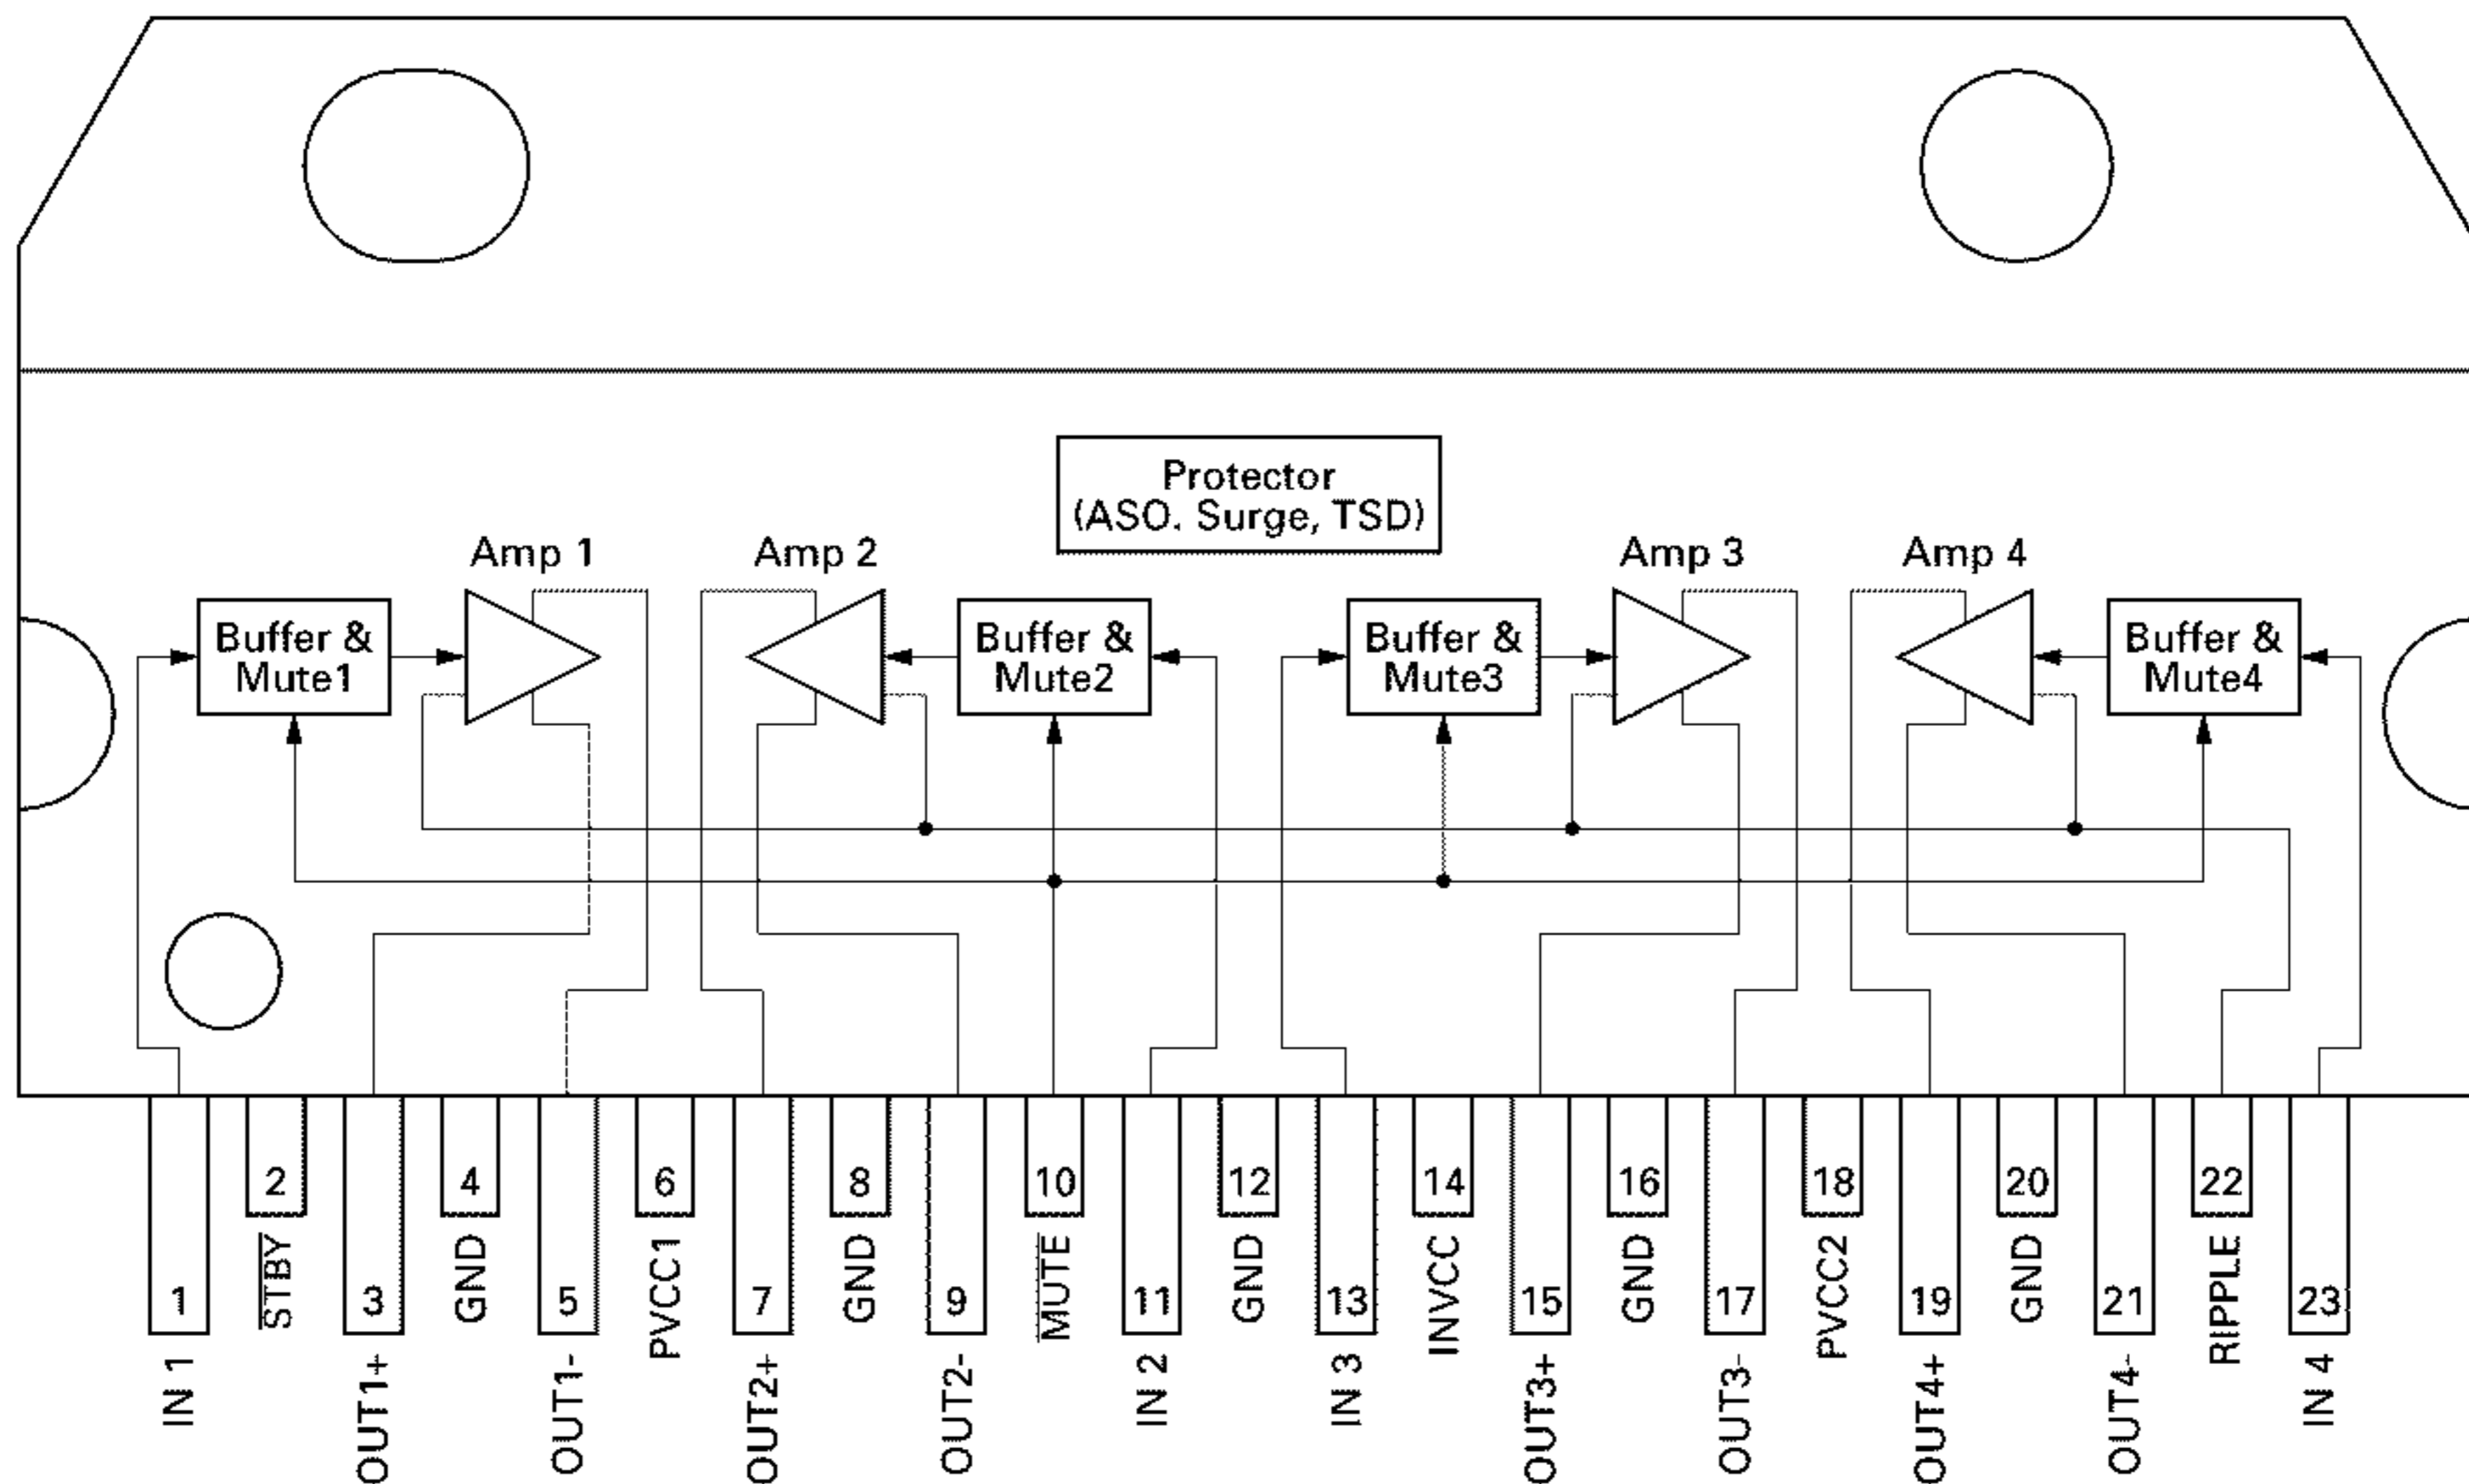 Protector
(ASO. Surge, TSD)
Amp 1
Amp 2
Amp 3
Amp 4
Buffer &
Mute1
Buffer &
Mute2
Buffer &
Mute3
Buffer &
Mute4
1
2
3
4
5
6
7
8
9
10
11
12
13
14
15
16
17
18
19
20
21
22
23
IN 1
STBY
OUT1+
GND
OUT1-
PVCC1
OUT2+
GND
OUT2-
MUTE
IN 2
GND
IN 3
INVCC
OUT3+
GND
OUT3-
PVCC2
OUT4+
GND
OUT4-
RIPPLE
IN 4